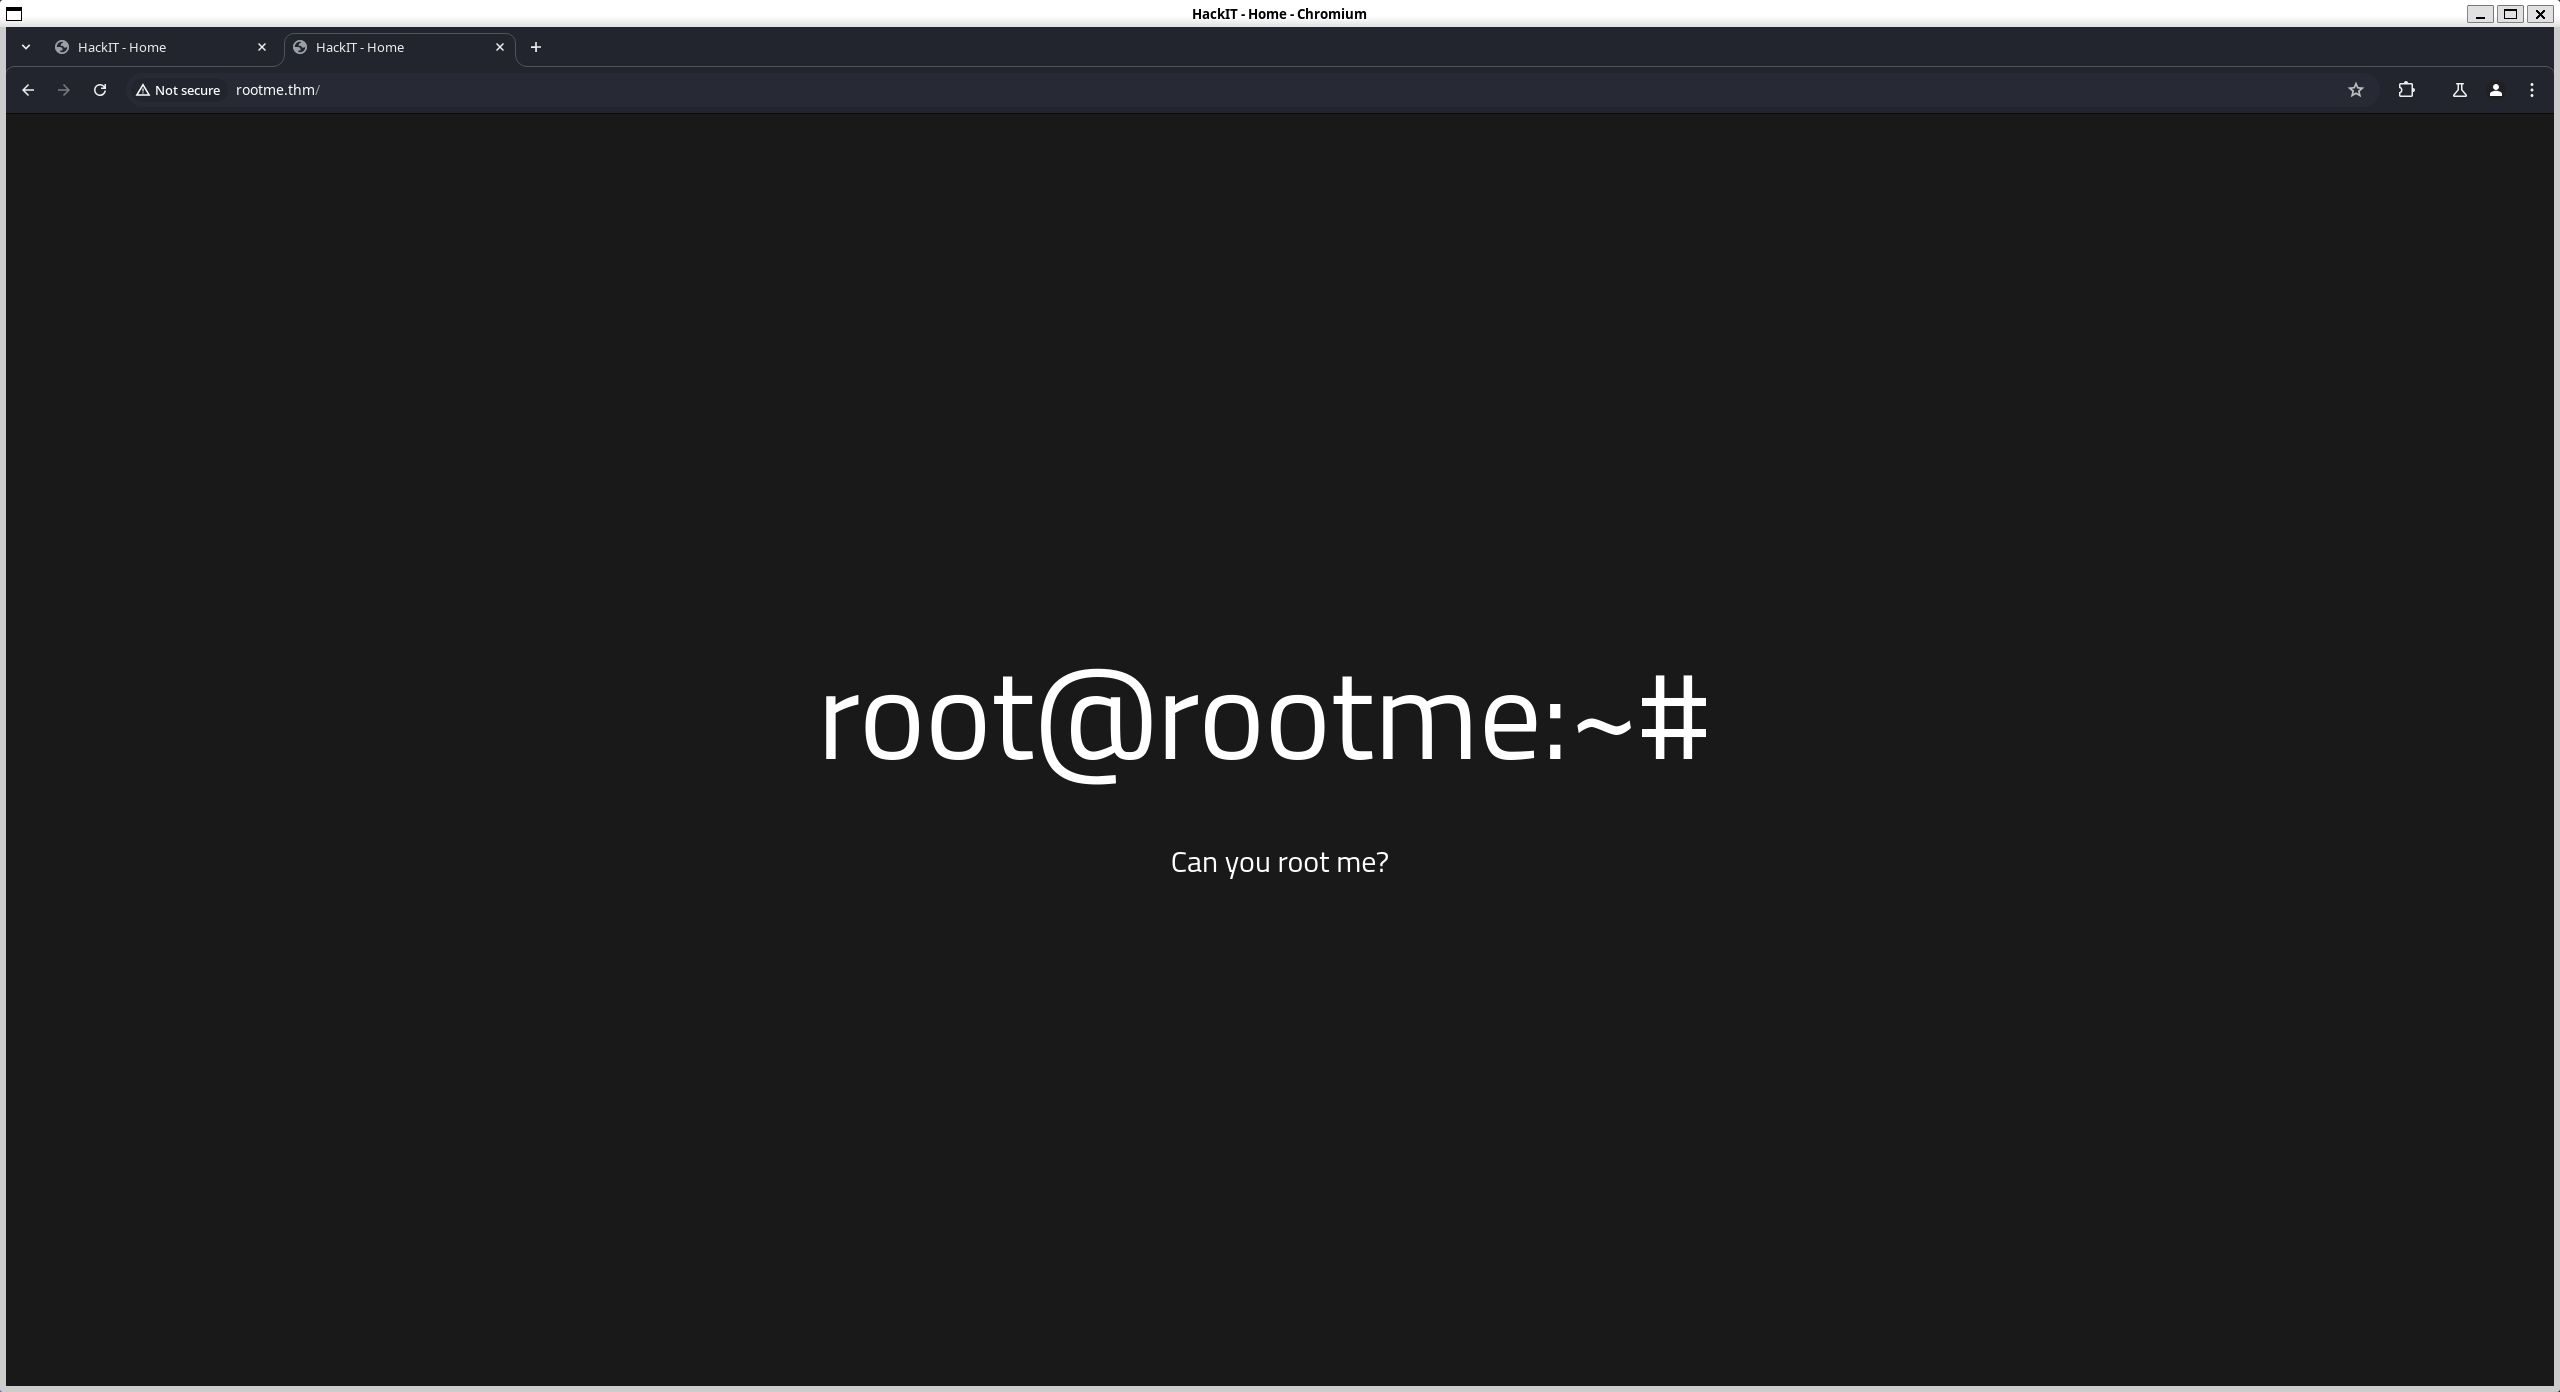 HackIT - Home - Chromium
HackIT - Home
HackIT - Home
Not secure
rootme.thm/
root@rootme:~#
Can you root me?